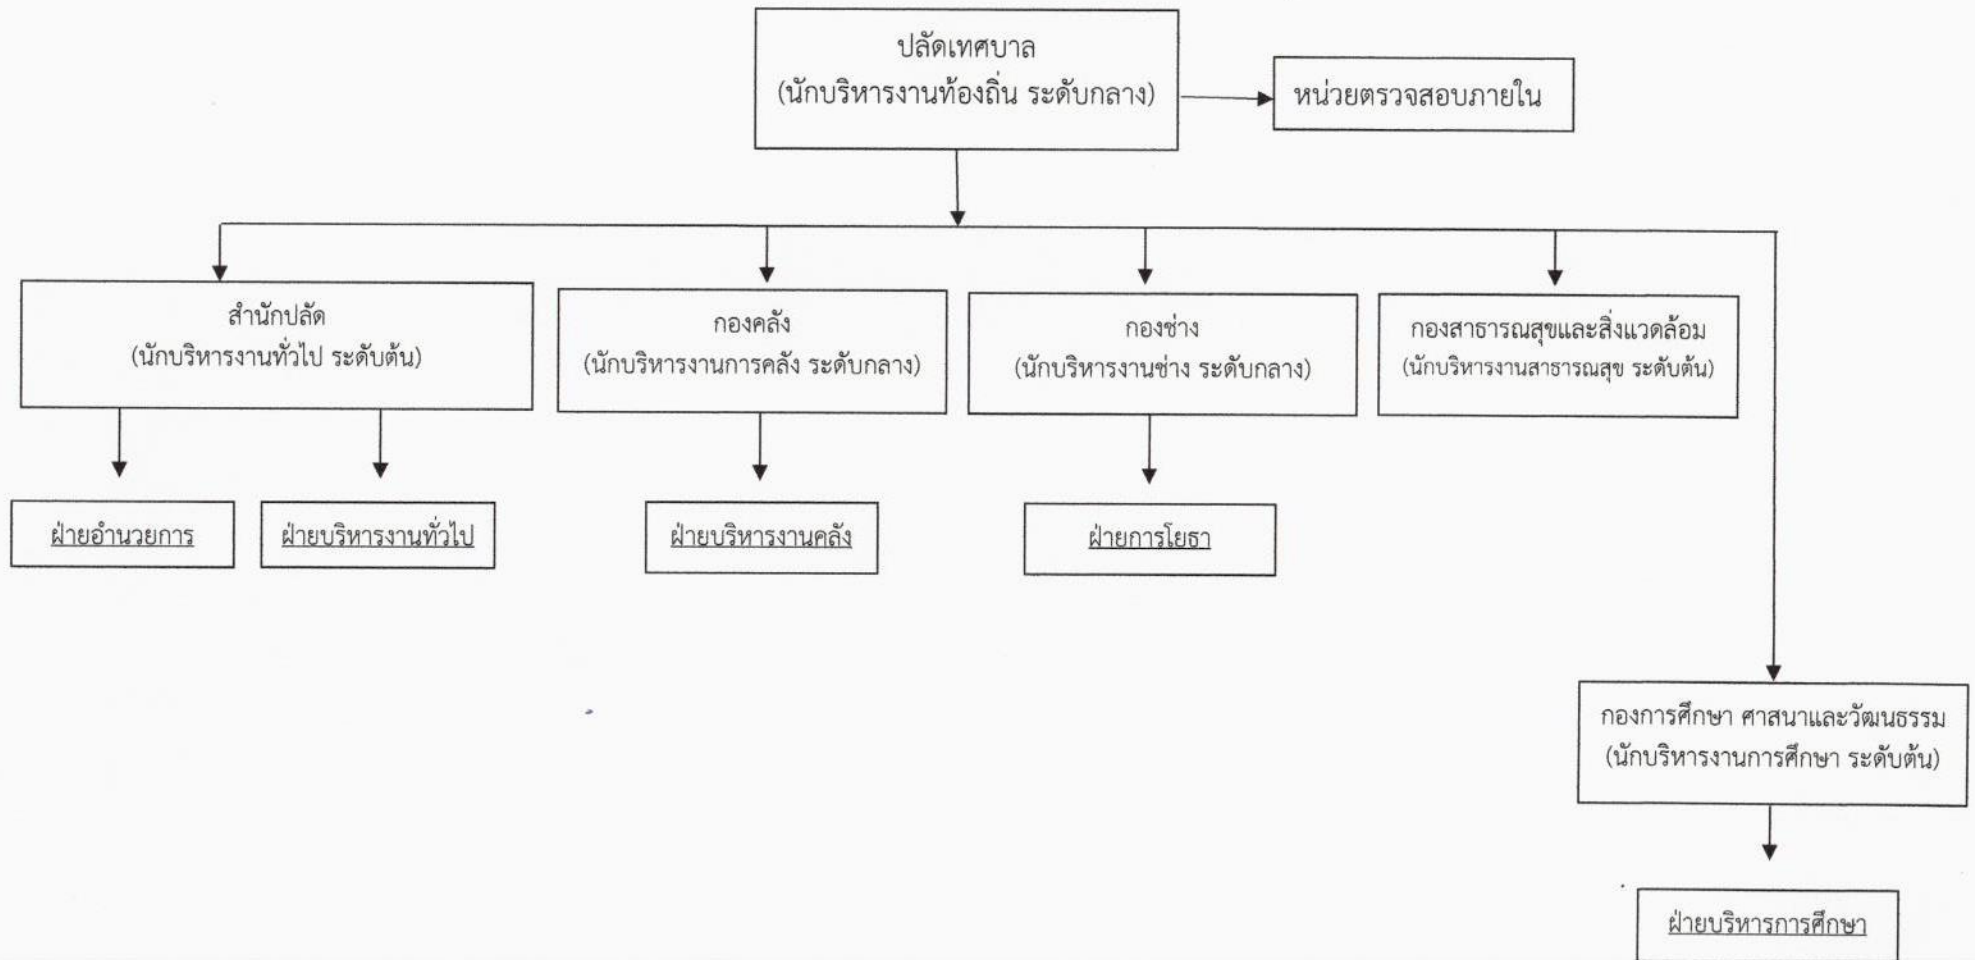 ปลัดเทศบาล
(นักบริหารงานท้องถิ่น ระดับกลาง)
หน่วยตรวจสอบภายใน
สำนักปลัด
(นักบริหารงานทั่วไป ระดับต้น)
กองคลัง
(นักบริหารงานการคลัง ระดับกลาง)
กองช่าง
(นักบริหารงานช่าง ระดับกลาง)
กองสาธารณสุขและสิ่งแวดล้อม
(นักบริหารงานสาธารณสุข ระดับต้น)
ฝ่ายอำนวยการ
ฝ่ายบริหารงานทั่วไป
ฝ่ายบริหารงานคลัง
ฝ่ายการโยธา
กองการศึกษา ศาสนาและวัฒนธรรม
(นักบริหารงานการศึกษา ระดับต้น)
ฝ่ายบริหารการศึกษา